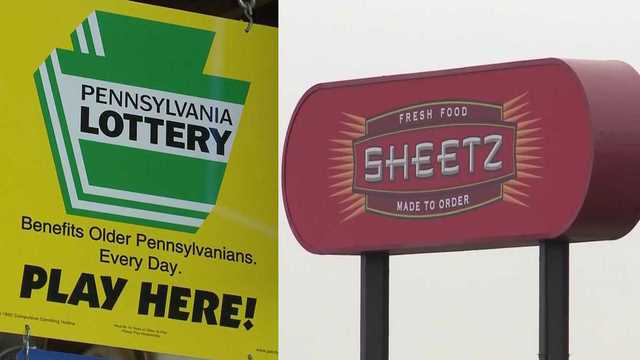 PENNSYLVANIA
LOTTERY
Benefits Older Pennsylvanians.
Every Day.
PLAY HERE!
FRESH FOOD
SHEETZ
MADE TO ORDER